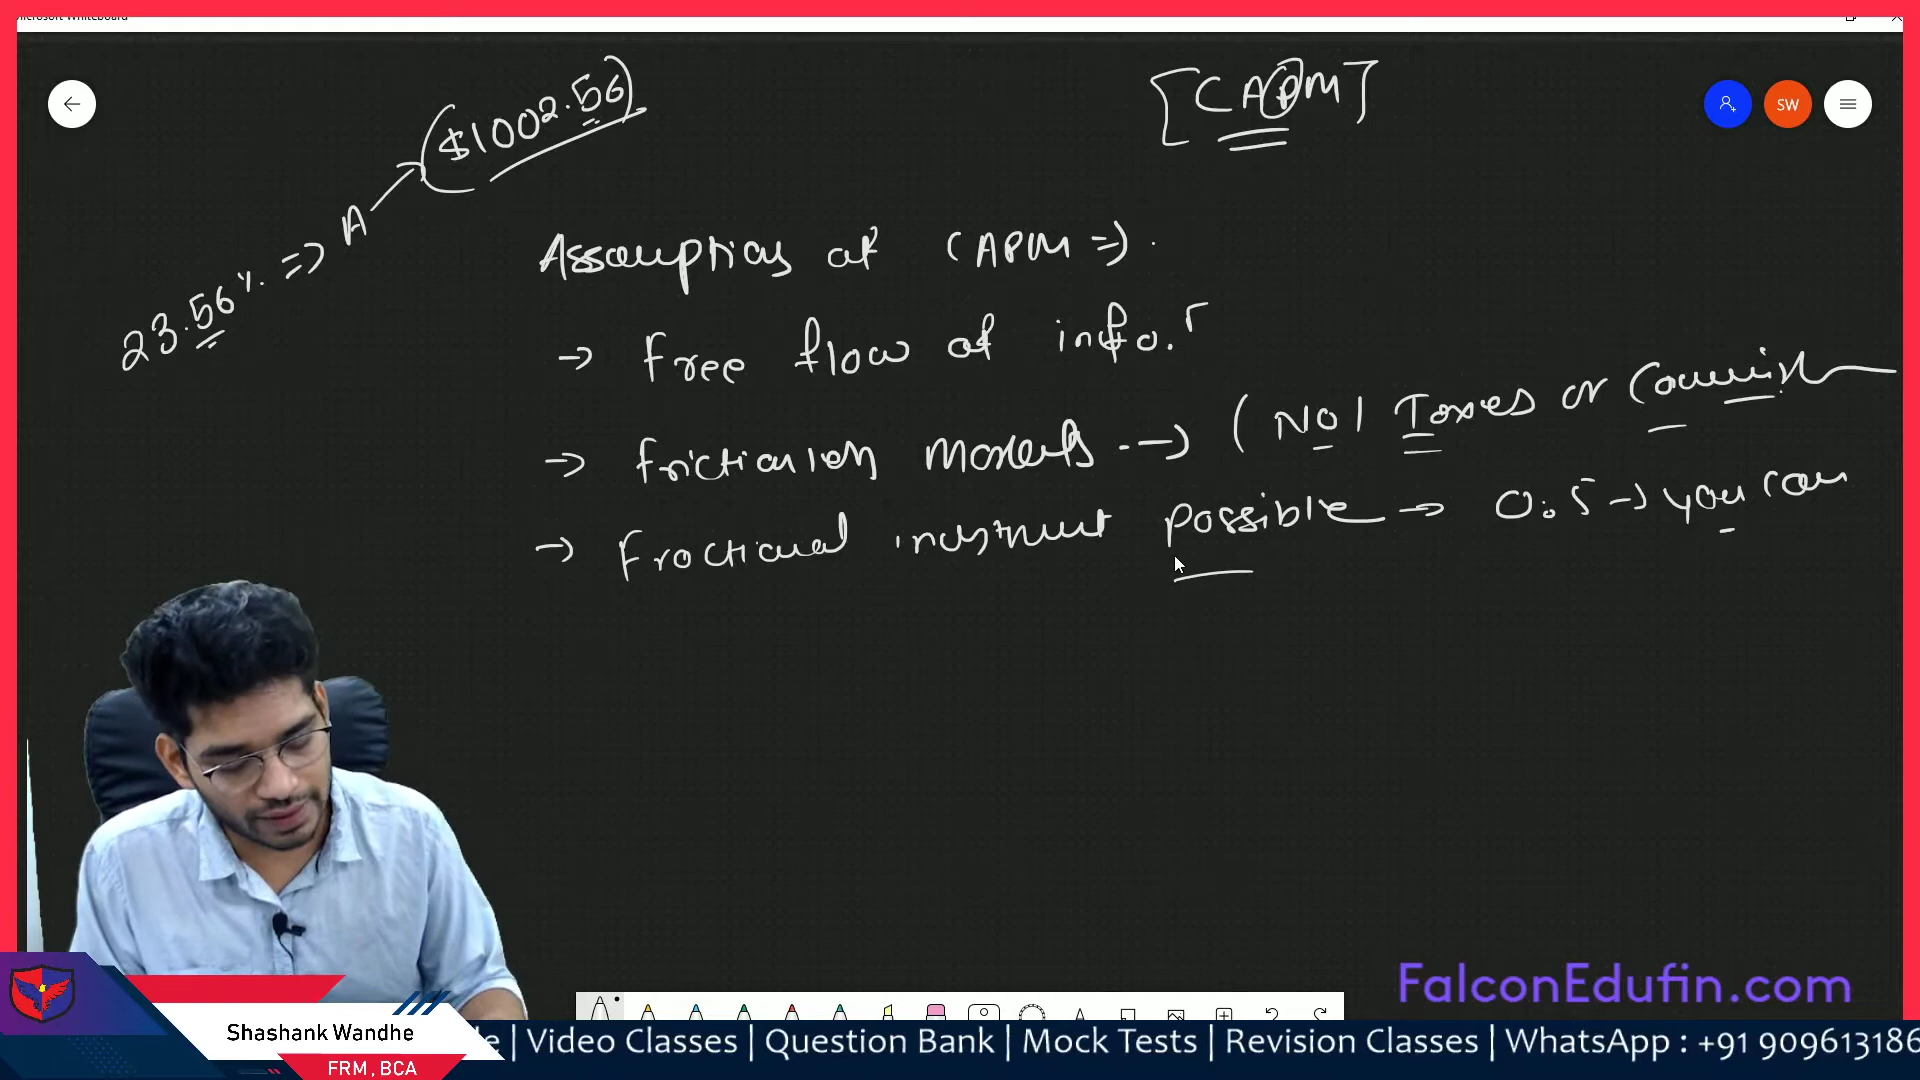 Microsoft Whiteboard
[CAPM]
$1002.56
A
23.56% =>
SW
Assumptions of CAPM =>
-> Free flow of info.
-> frictionless markets --> (No Taxes or Commission
-> Fractional investment possible -> 0.5 -> you can
FalconEdufin.com
Shashank Wandhe
FRM, BCA
e | Video Classes | Question Bank | Mock Tests | Revision Classes | WhatsApp : +91 909613186